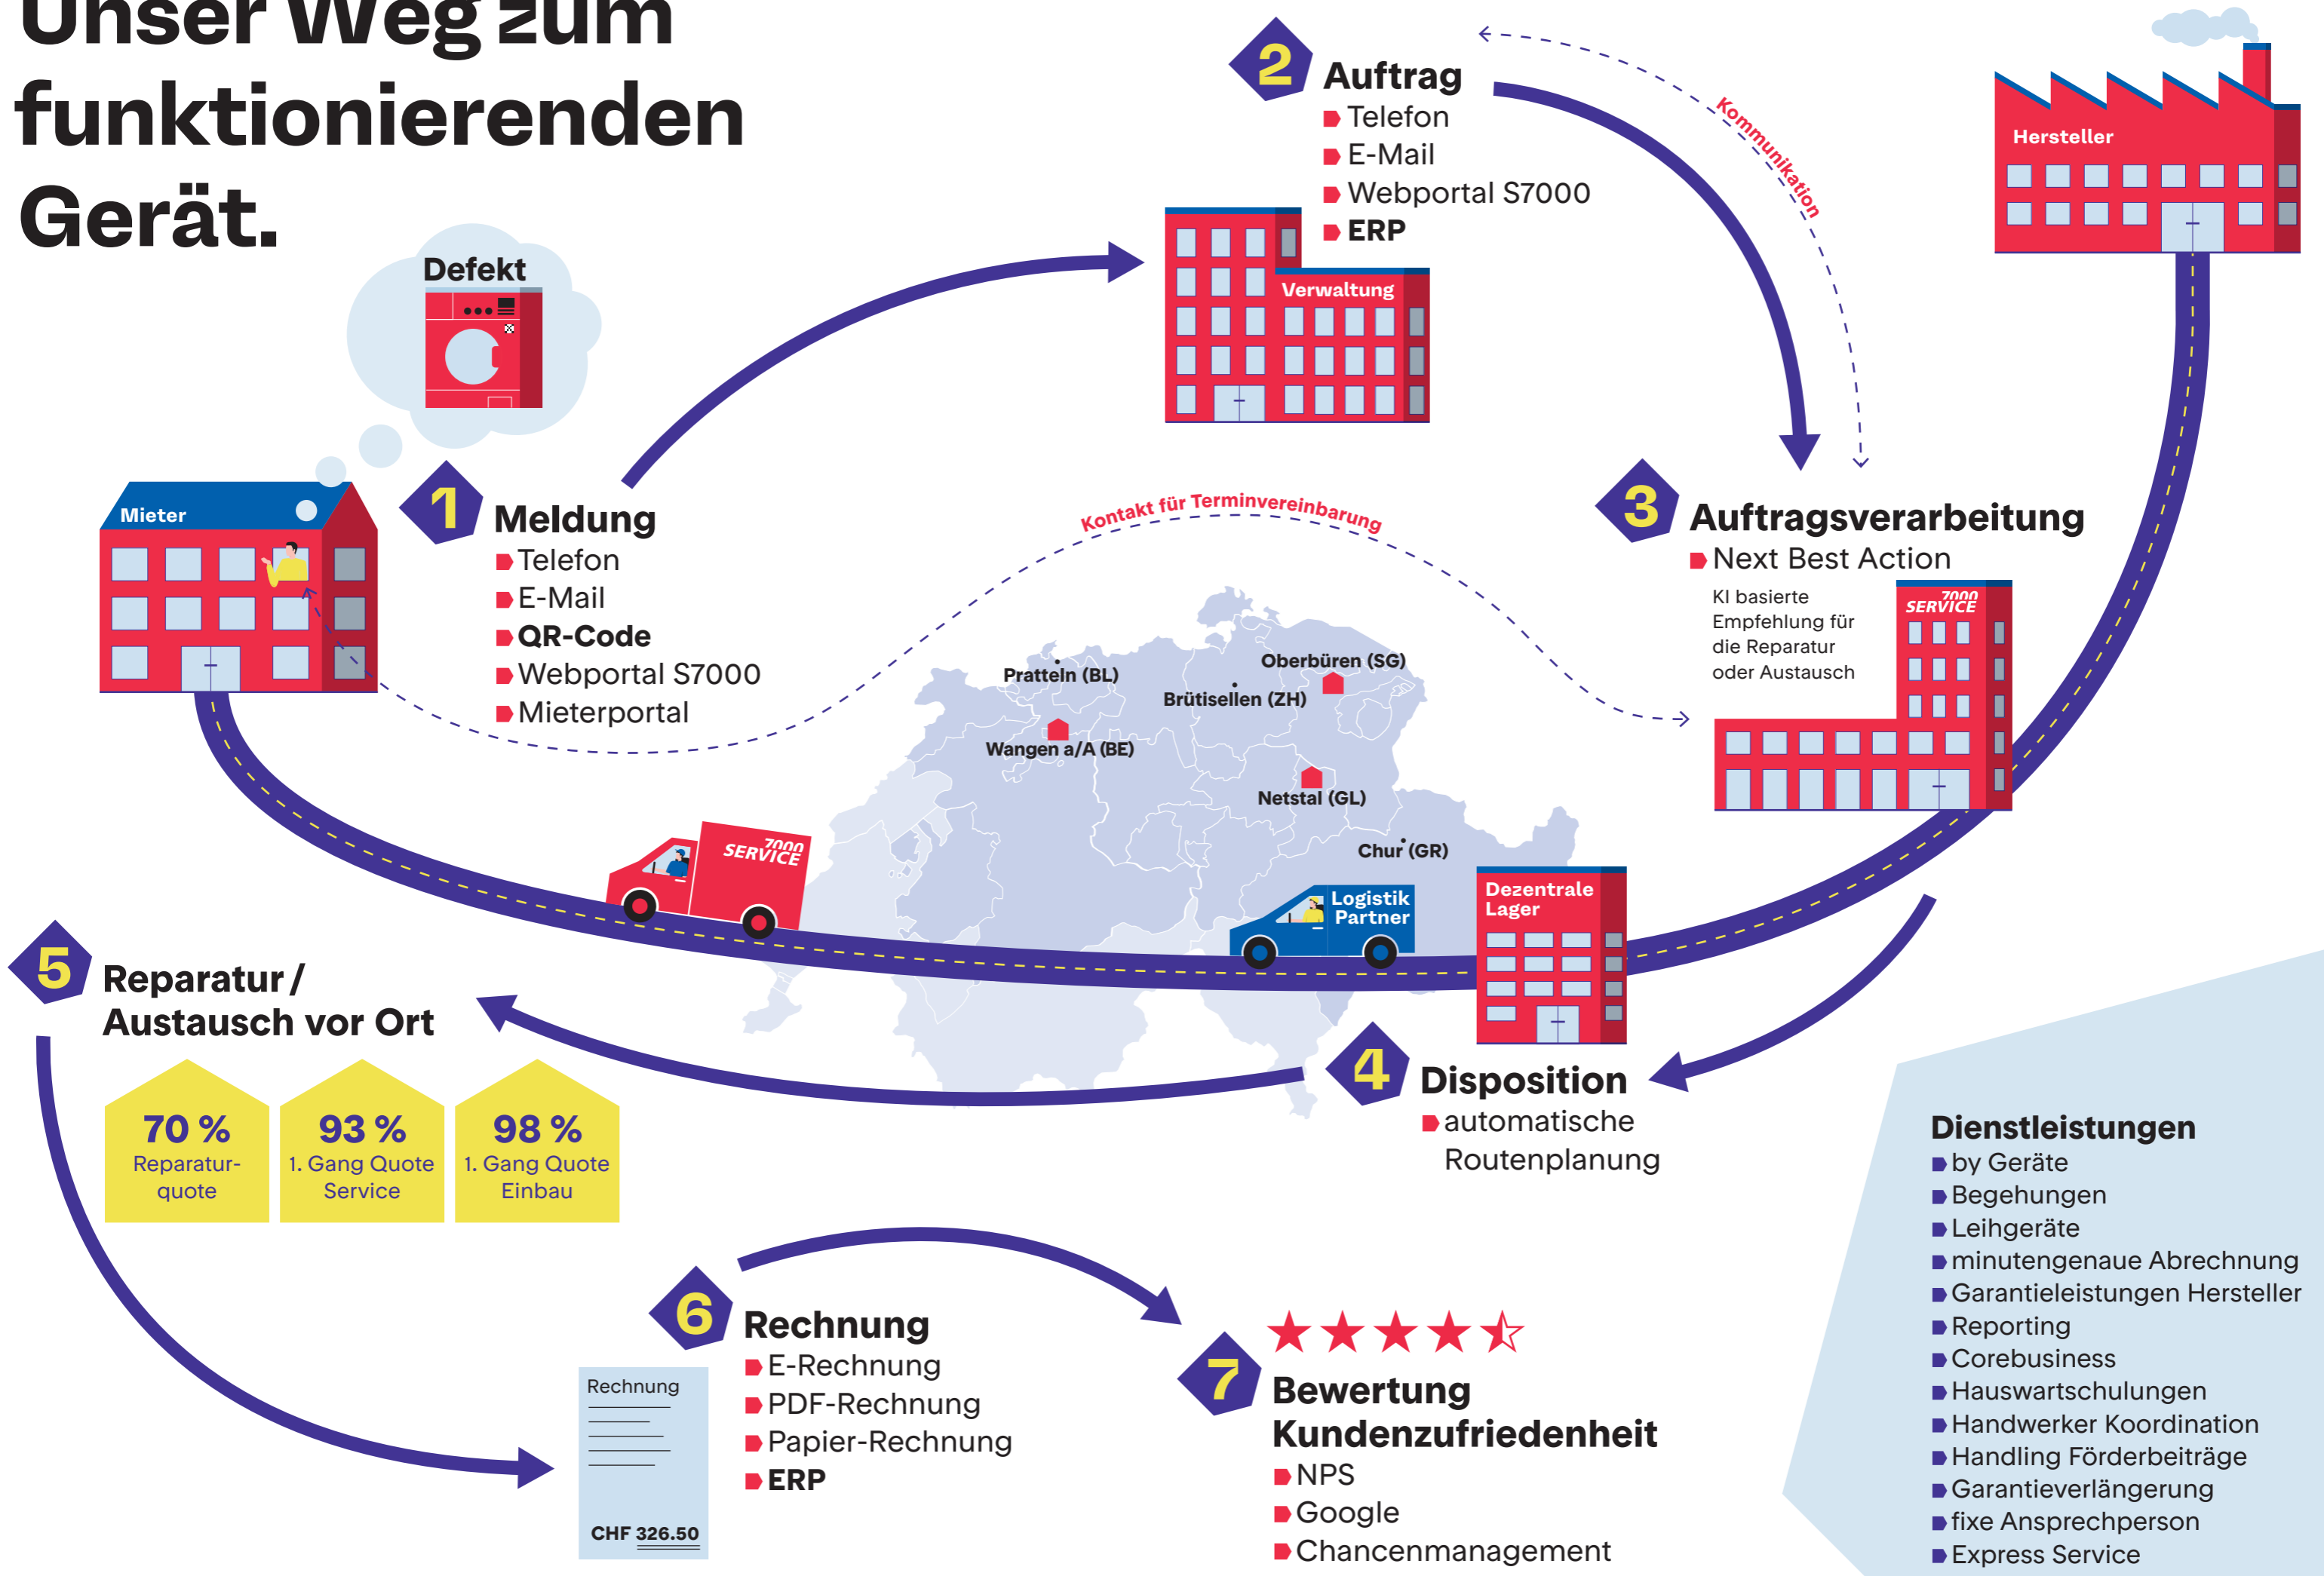 Unser Weg zum
funktionierenden
Gerät.
Defekt
Mieter
1
Meldung
Telefon
E-Mail
QR-Code
Webportal S7000
Mieterportal
2
Auftrag
Telefon
E-Mail
Webportal S7000
ERP
Verwaltung
Kommunikation
Hersteller
Kontakt für Terminvereinbarung
3
Auftragsverarbeitung
Next Best Action
KI basierte
Empfehlung für
die Reparatur
oder Austausch
7000
SERVICE
Pratteln (BL)
Oberbüren (SG)
Brütisellen (ZH)
Wangen a/A (BE)
Netstal (GL)
Chur (GR)
7000
SERVICE
Logistik
Partner
Dezentrale
Lager
4
Disposition
automatische
Routenplanung
5
Reparatur/
Austausch vor Ort
70 %
Reparatur-
quote
93 %
1. Gang Quote
Service
98 %
1. Gang Quote
Einbau
6
Rechnung
E-Rechnung
PDF-Rechnung
Papier-Rechnung
ERP
Rechnung
CHF 326.50
7
Bewertung
Kundenzufriedenheit
NPS
Google
Chancenmanagement
Dienstleistungen
by Geräte
Begehungen
Leihgeräte
minutengenaue Abrechnung
Garantieleistungen Hersteller
Reporting
Corebusiness
Hauswartschulungen
Handwerker Koordination
Handling Förderbeiträge
Garantieverlängerung
fixe Ansprechperson
Express Service